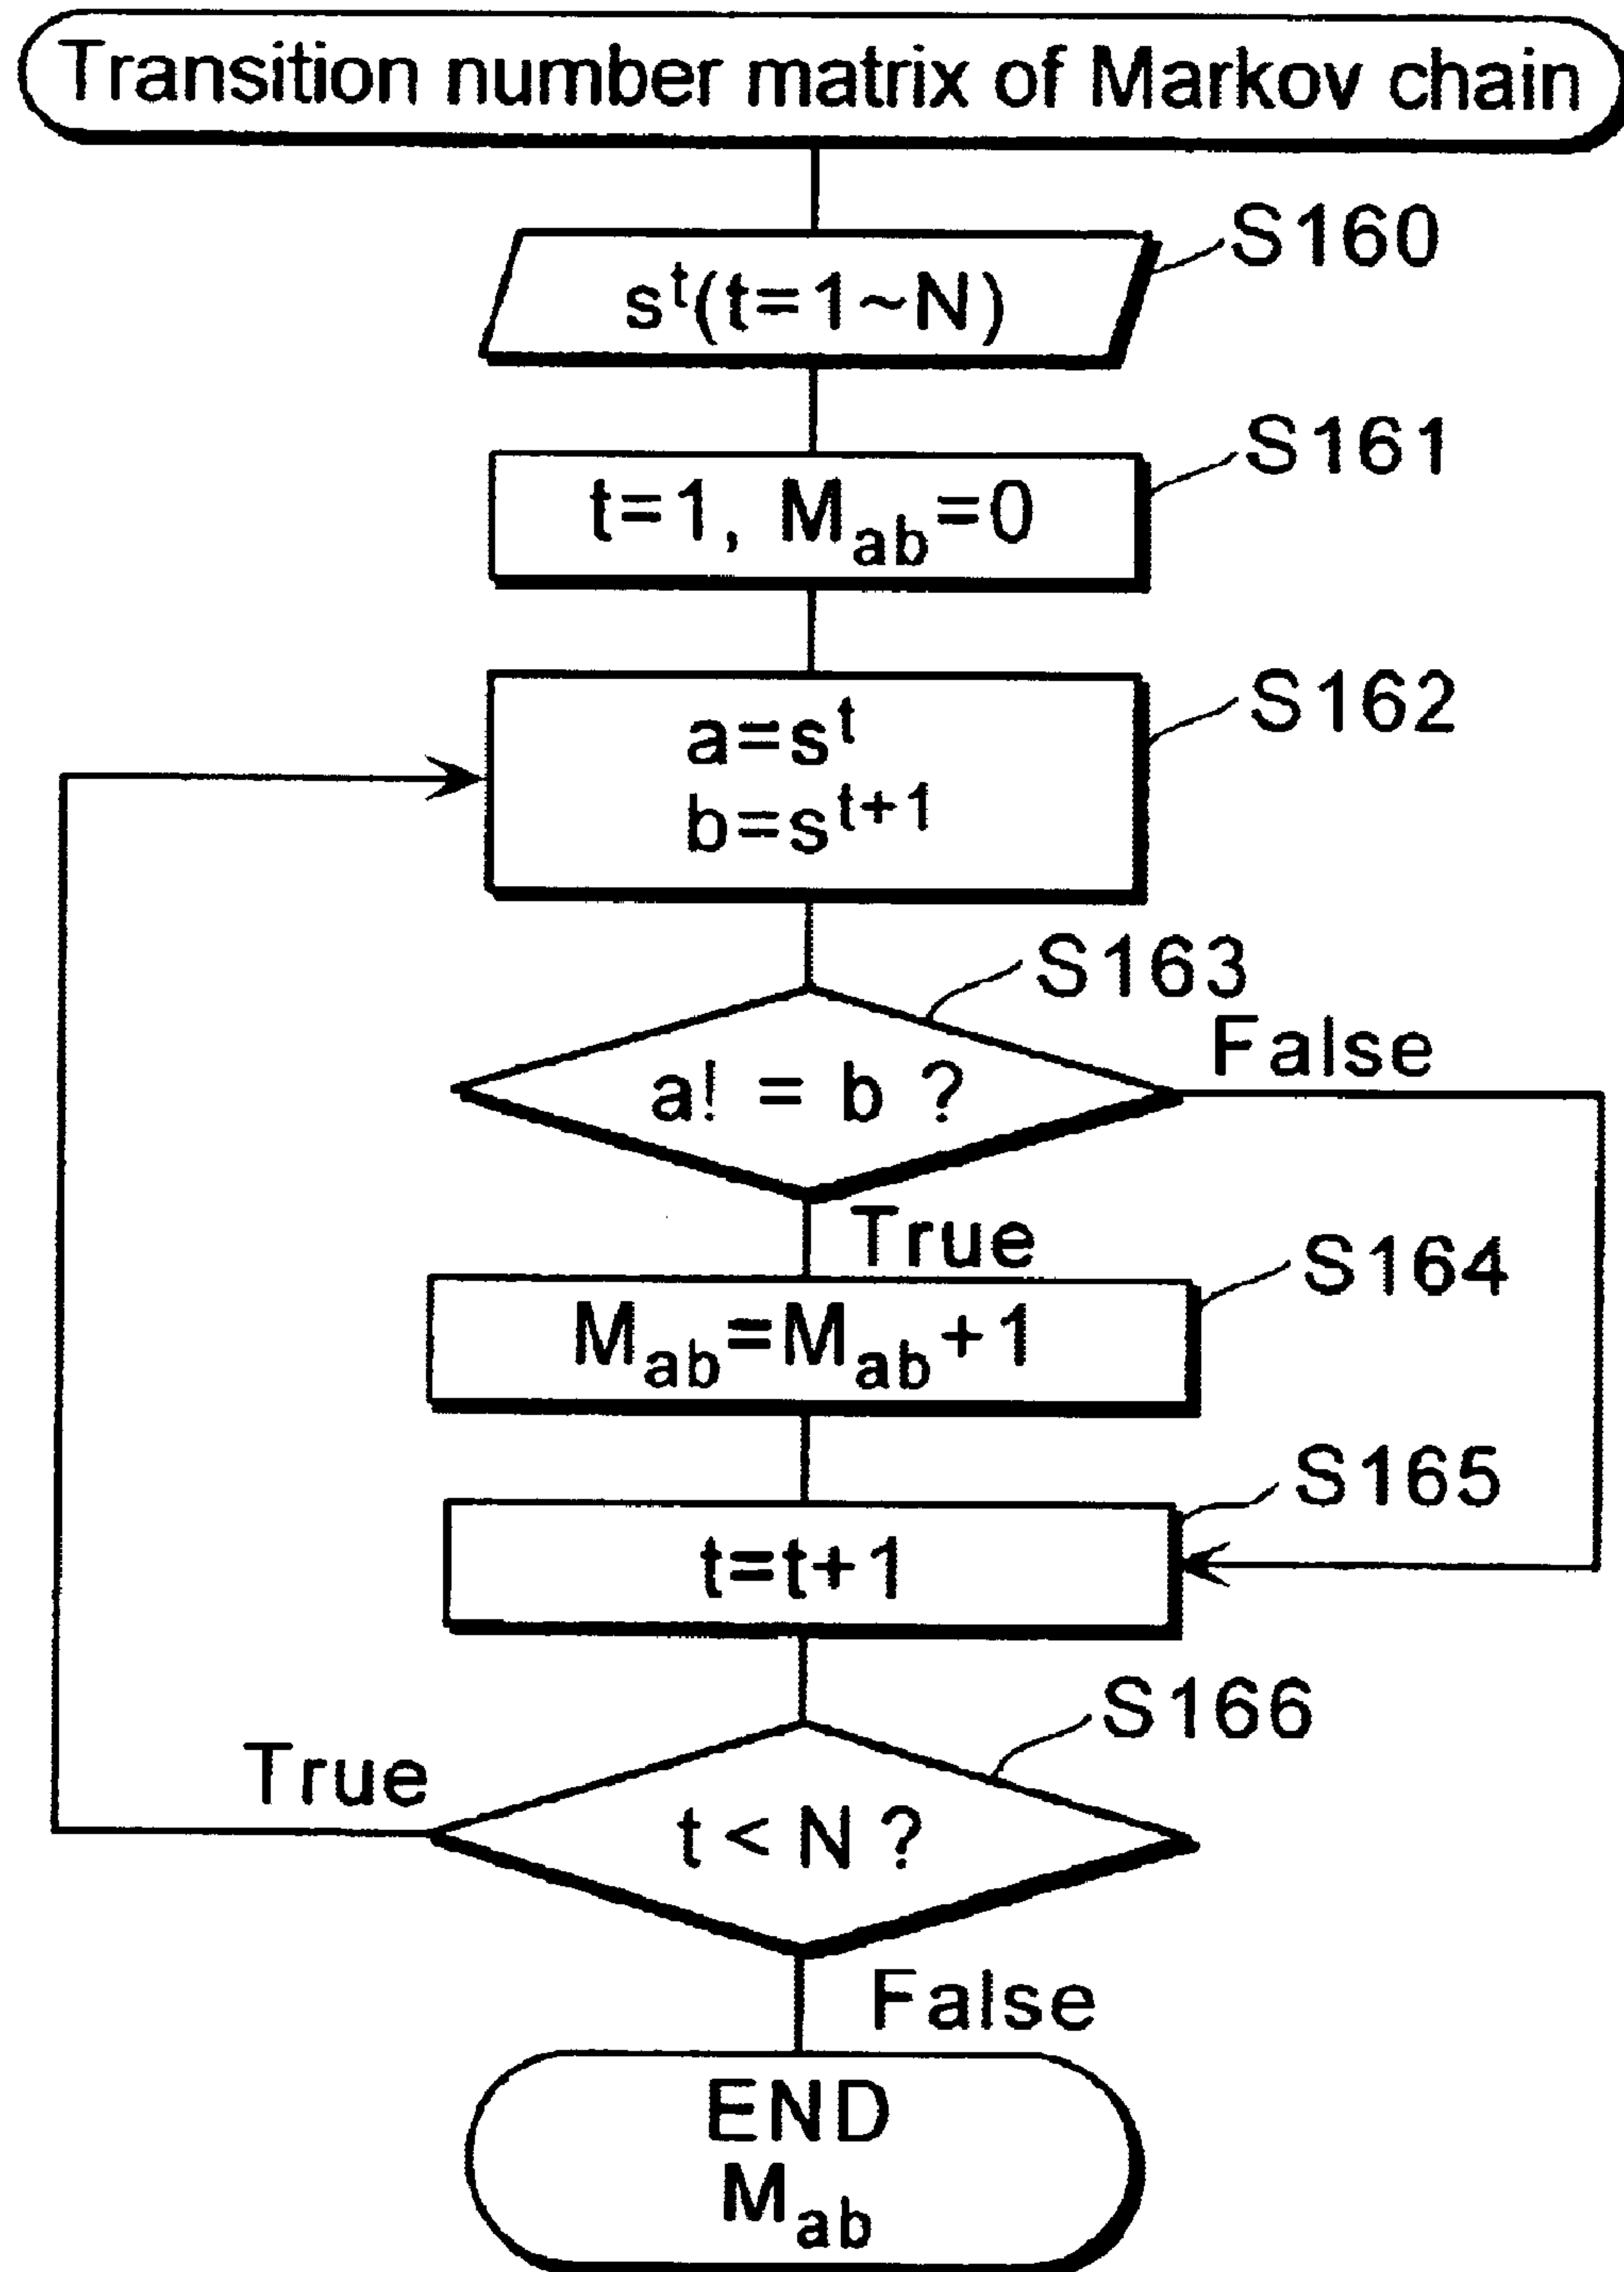 Transition number matrix of Markov chain
S160
s^t(t=1~N)
S161
t=1, M_ab=0
S162
a=s^t
b=s^t+1
S163
a! = b ?
False
True
S164
M_ab=M_ab+1
S165
t=t+1
S166
True
t < N ?
False
END
M_ab